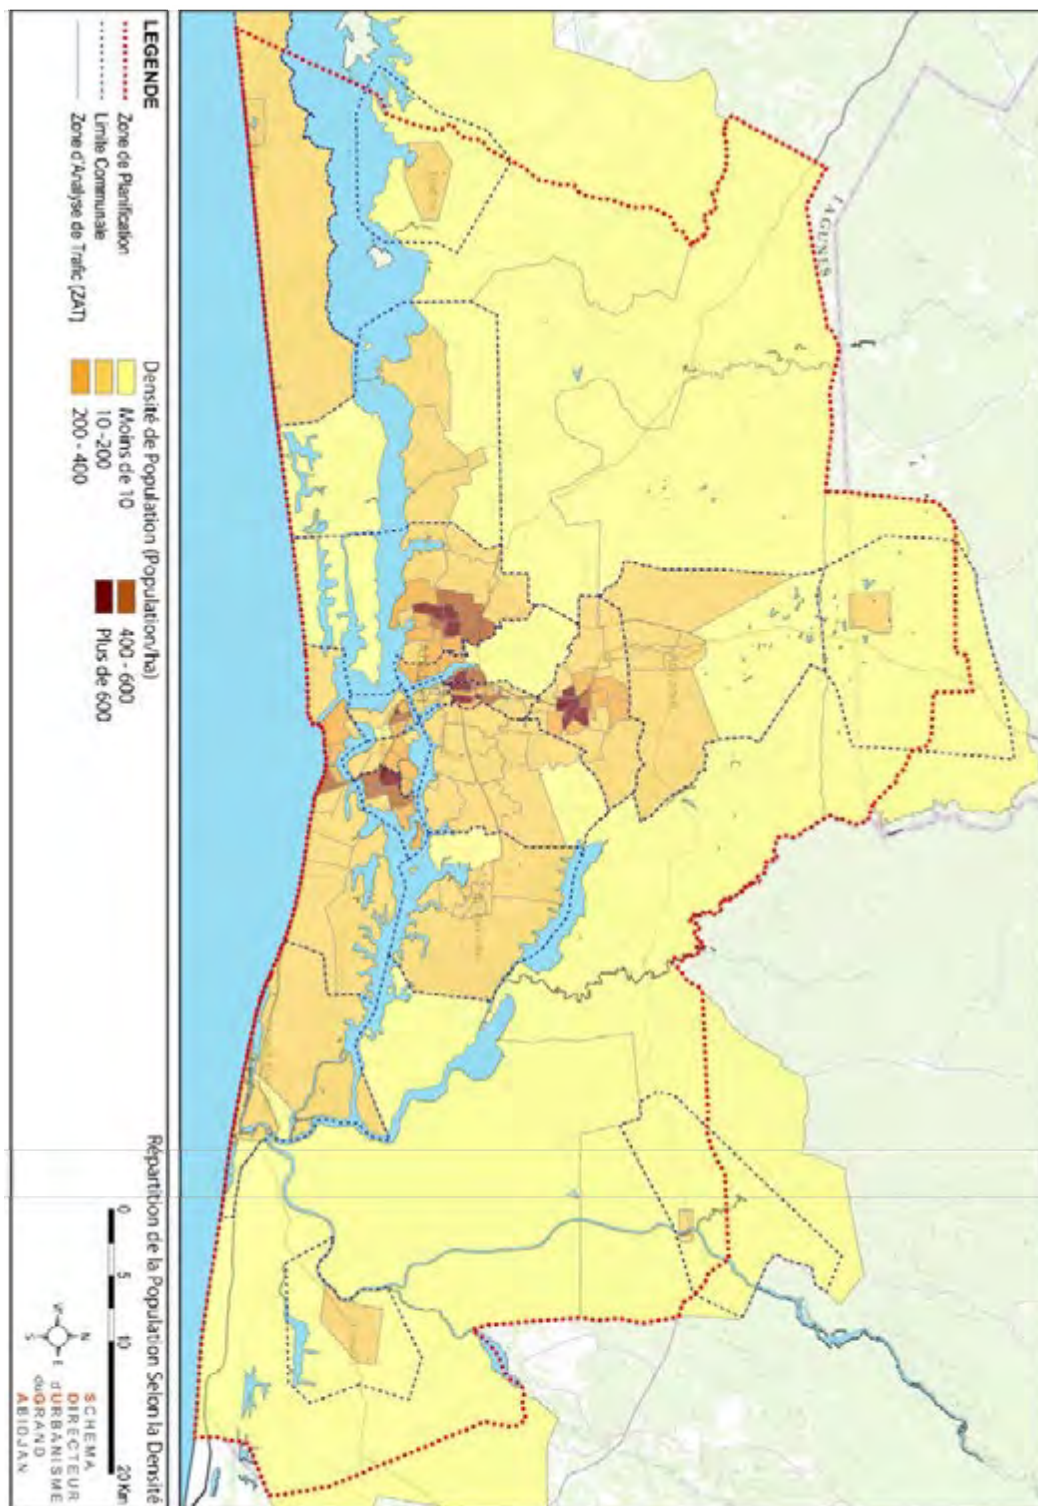 LAGUNES
LEGENDE
Zone de Planification
Limite Communale
Zone d'Analyse de Trafic (ZAT)
Densité de Population (Population/ha)
Moins de 10
10 -200
200 - 400
400 - 600
Plus de 600
Répartition de la Population Selon la Densité
0 5 10 20 Km
N
W E
S
SCHEMA
DIRECTEUR
d'URBANISME
duGRAND
ABIDJAN